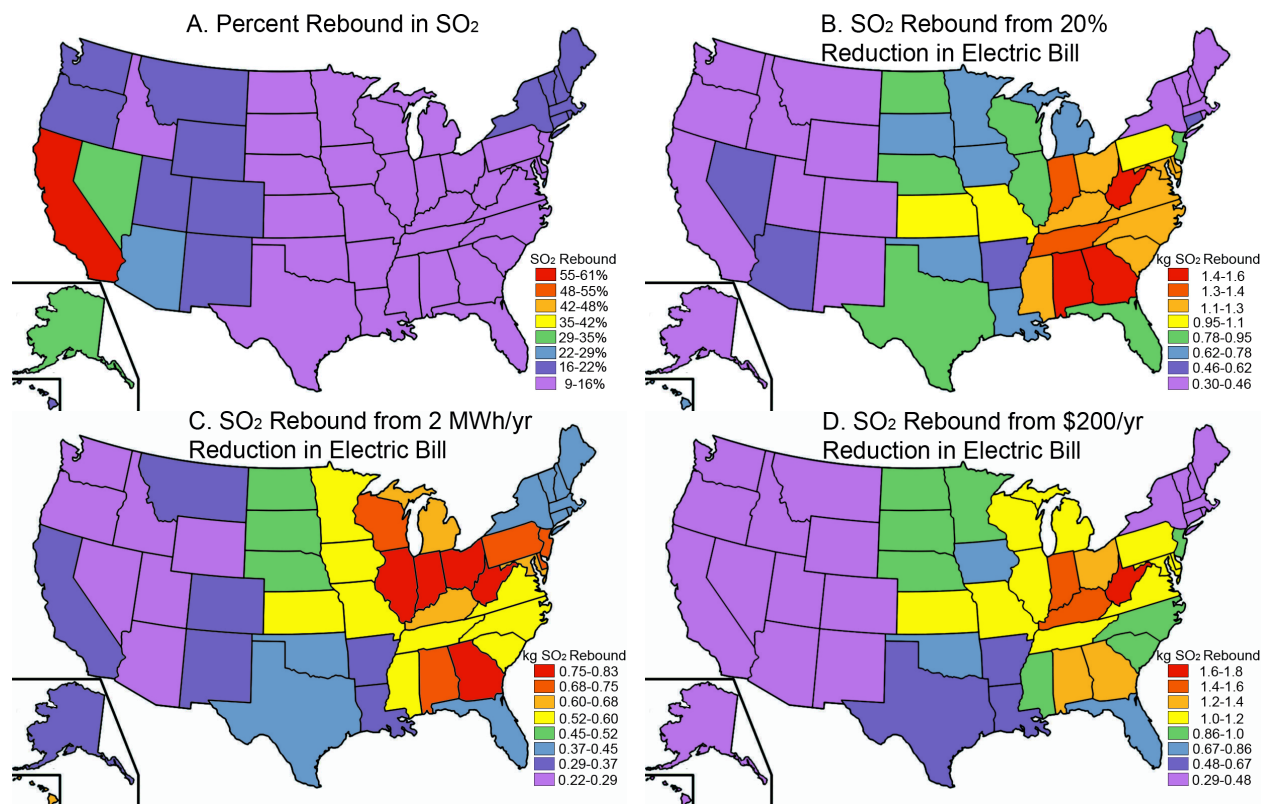 A. Percent Rebound in SO₂
SO₂ Rebound
55-61%
48-55%
42-48%
35-42%
29-35%
22-29%
16-22%
9-16%
B. SO₂ Rebound from 20%
Reduction in Electric Bill
kg SO₂ Rebound
1.4-1.6
1.3-1.4
1.1-1.3
0.95-1.1
0.78-0.95
0.62-0.78
0.46-0.62
0.30-0.46
C. SO₂ Rebound from 2 MWh/yr
Reduction in Electric Bill
kg SO₂ Rebound
0.75-0.83
0.68-0.75
0.60-0.68
0.52-0.60
0.45-0.52
0.37-0.45
0.29-0.37
0.22-0.29
D. SO₂ Rebound from $200/yr
Reduction in Electric Bill
kg SO₂ Rebound
1.6-1.8
1.4-1.6
1.2-1.4
1.0-1.2
0.86-1.0
0.67-0.86
0.48-0.67
0.29-0.48